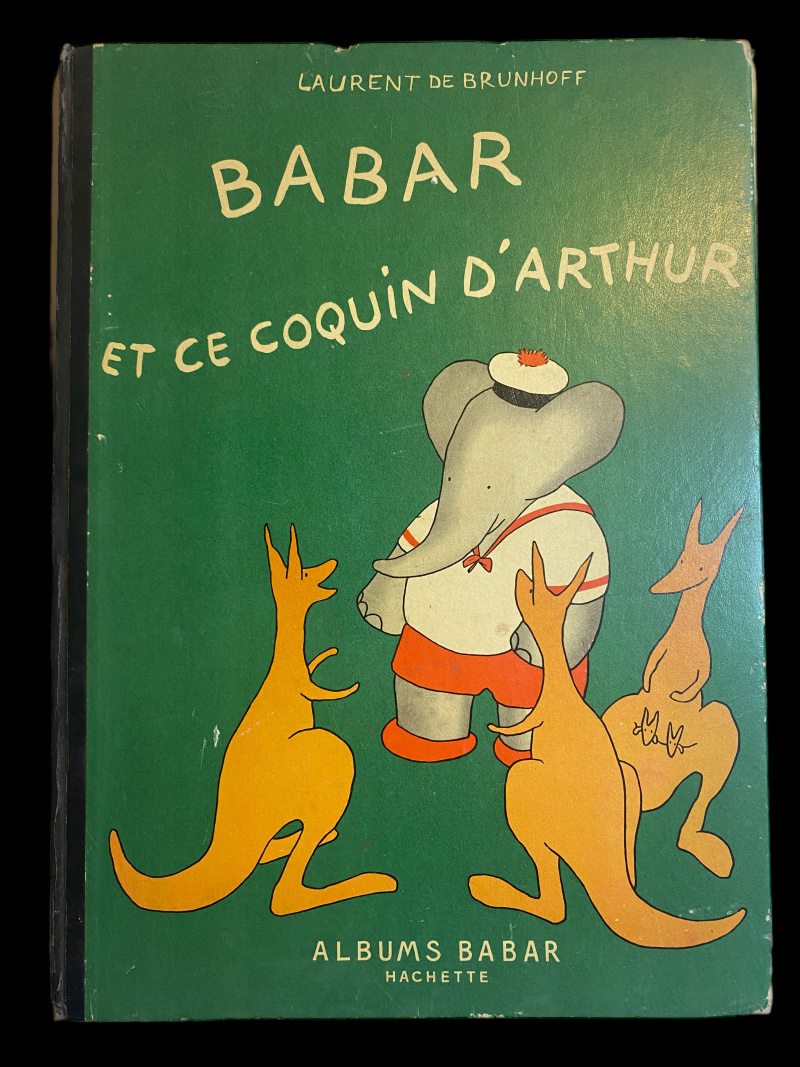 LAURENT DE BRUNHOFF
BABAR
ET CE COQUiN D'ARTHUR
ALBUMS BABAR
HACHETTE